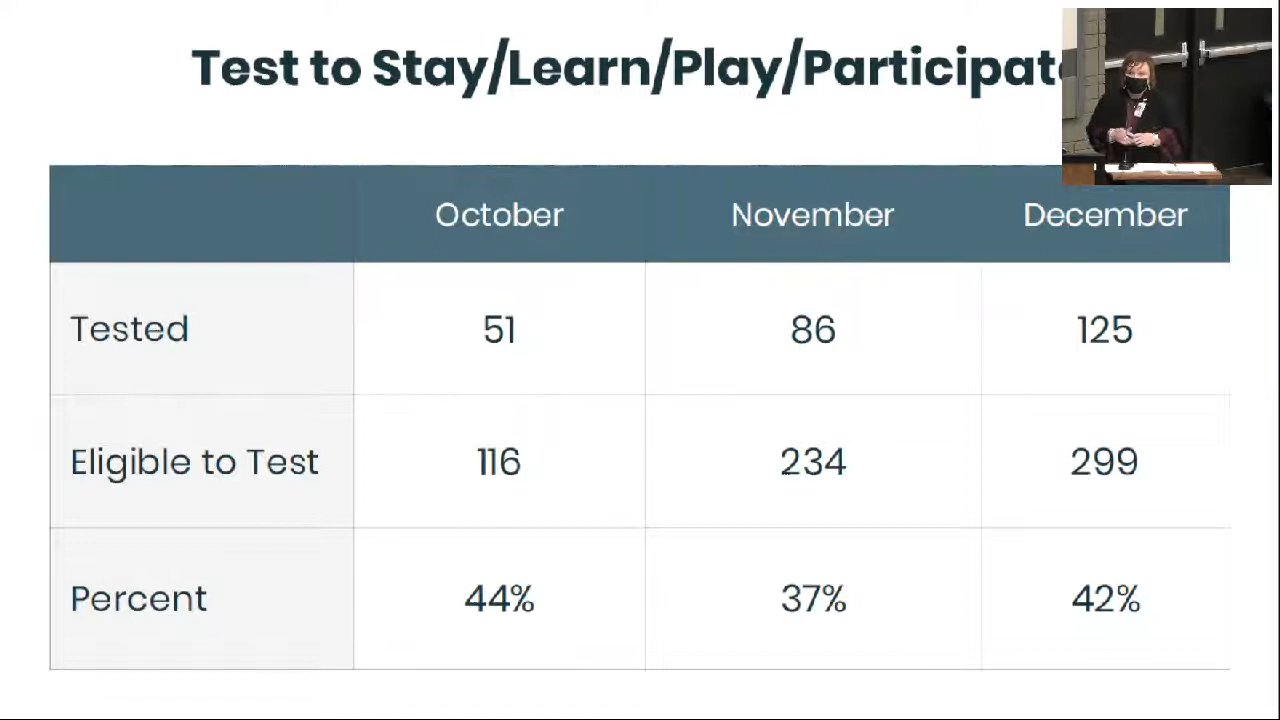 Test to Stay/Learn/Play/Participate
October November December
Tested 51 86 125
Eligible to Test 116 234 299
Percent 44% 37% 42%